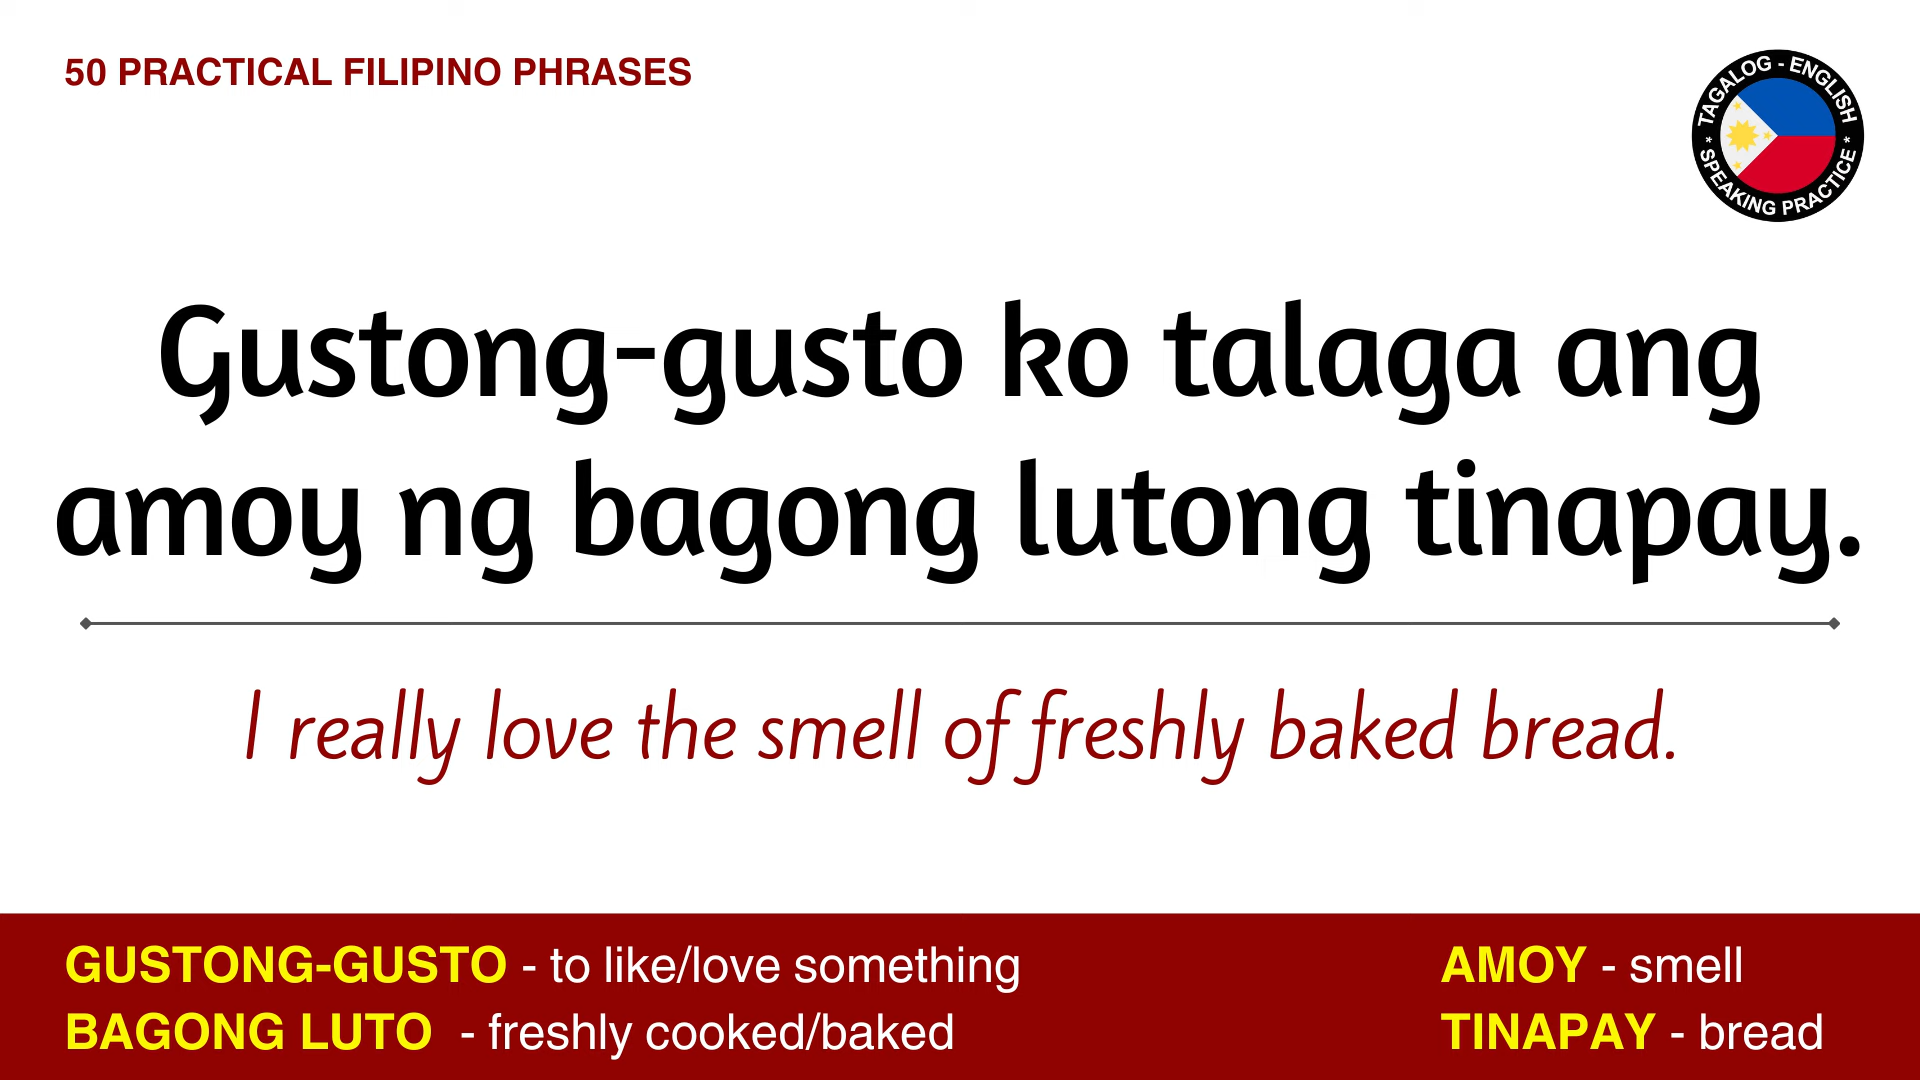 50 PRACTICAL FILIPINO PHRASES
TAGALOG - ENGLISH
* SPEAKING PRACTICE *
Gustong-gusto ko talaga ang
amoy ng bagong lutong tinapay.
I really love the smell of freshly baked bread.
GUSTONG-GUSTO - to like/love something
AMOY - smell
BAGONG LUTO - freshly cooked/baked
TINAPAY - bread